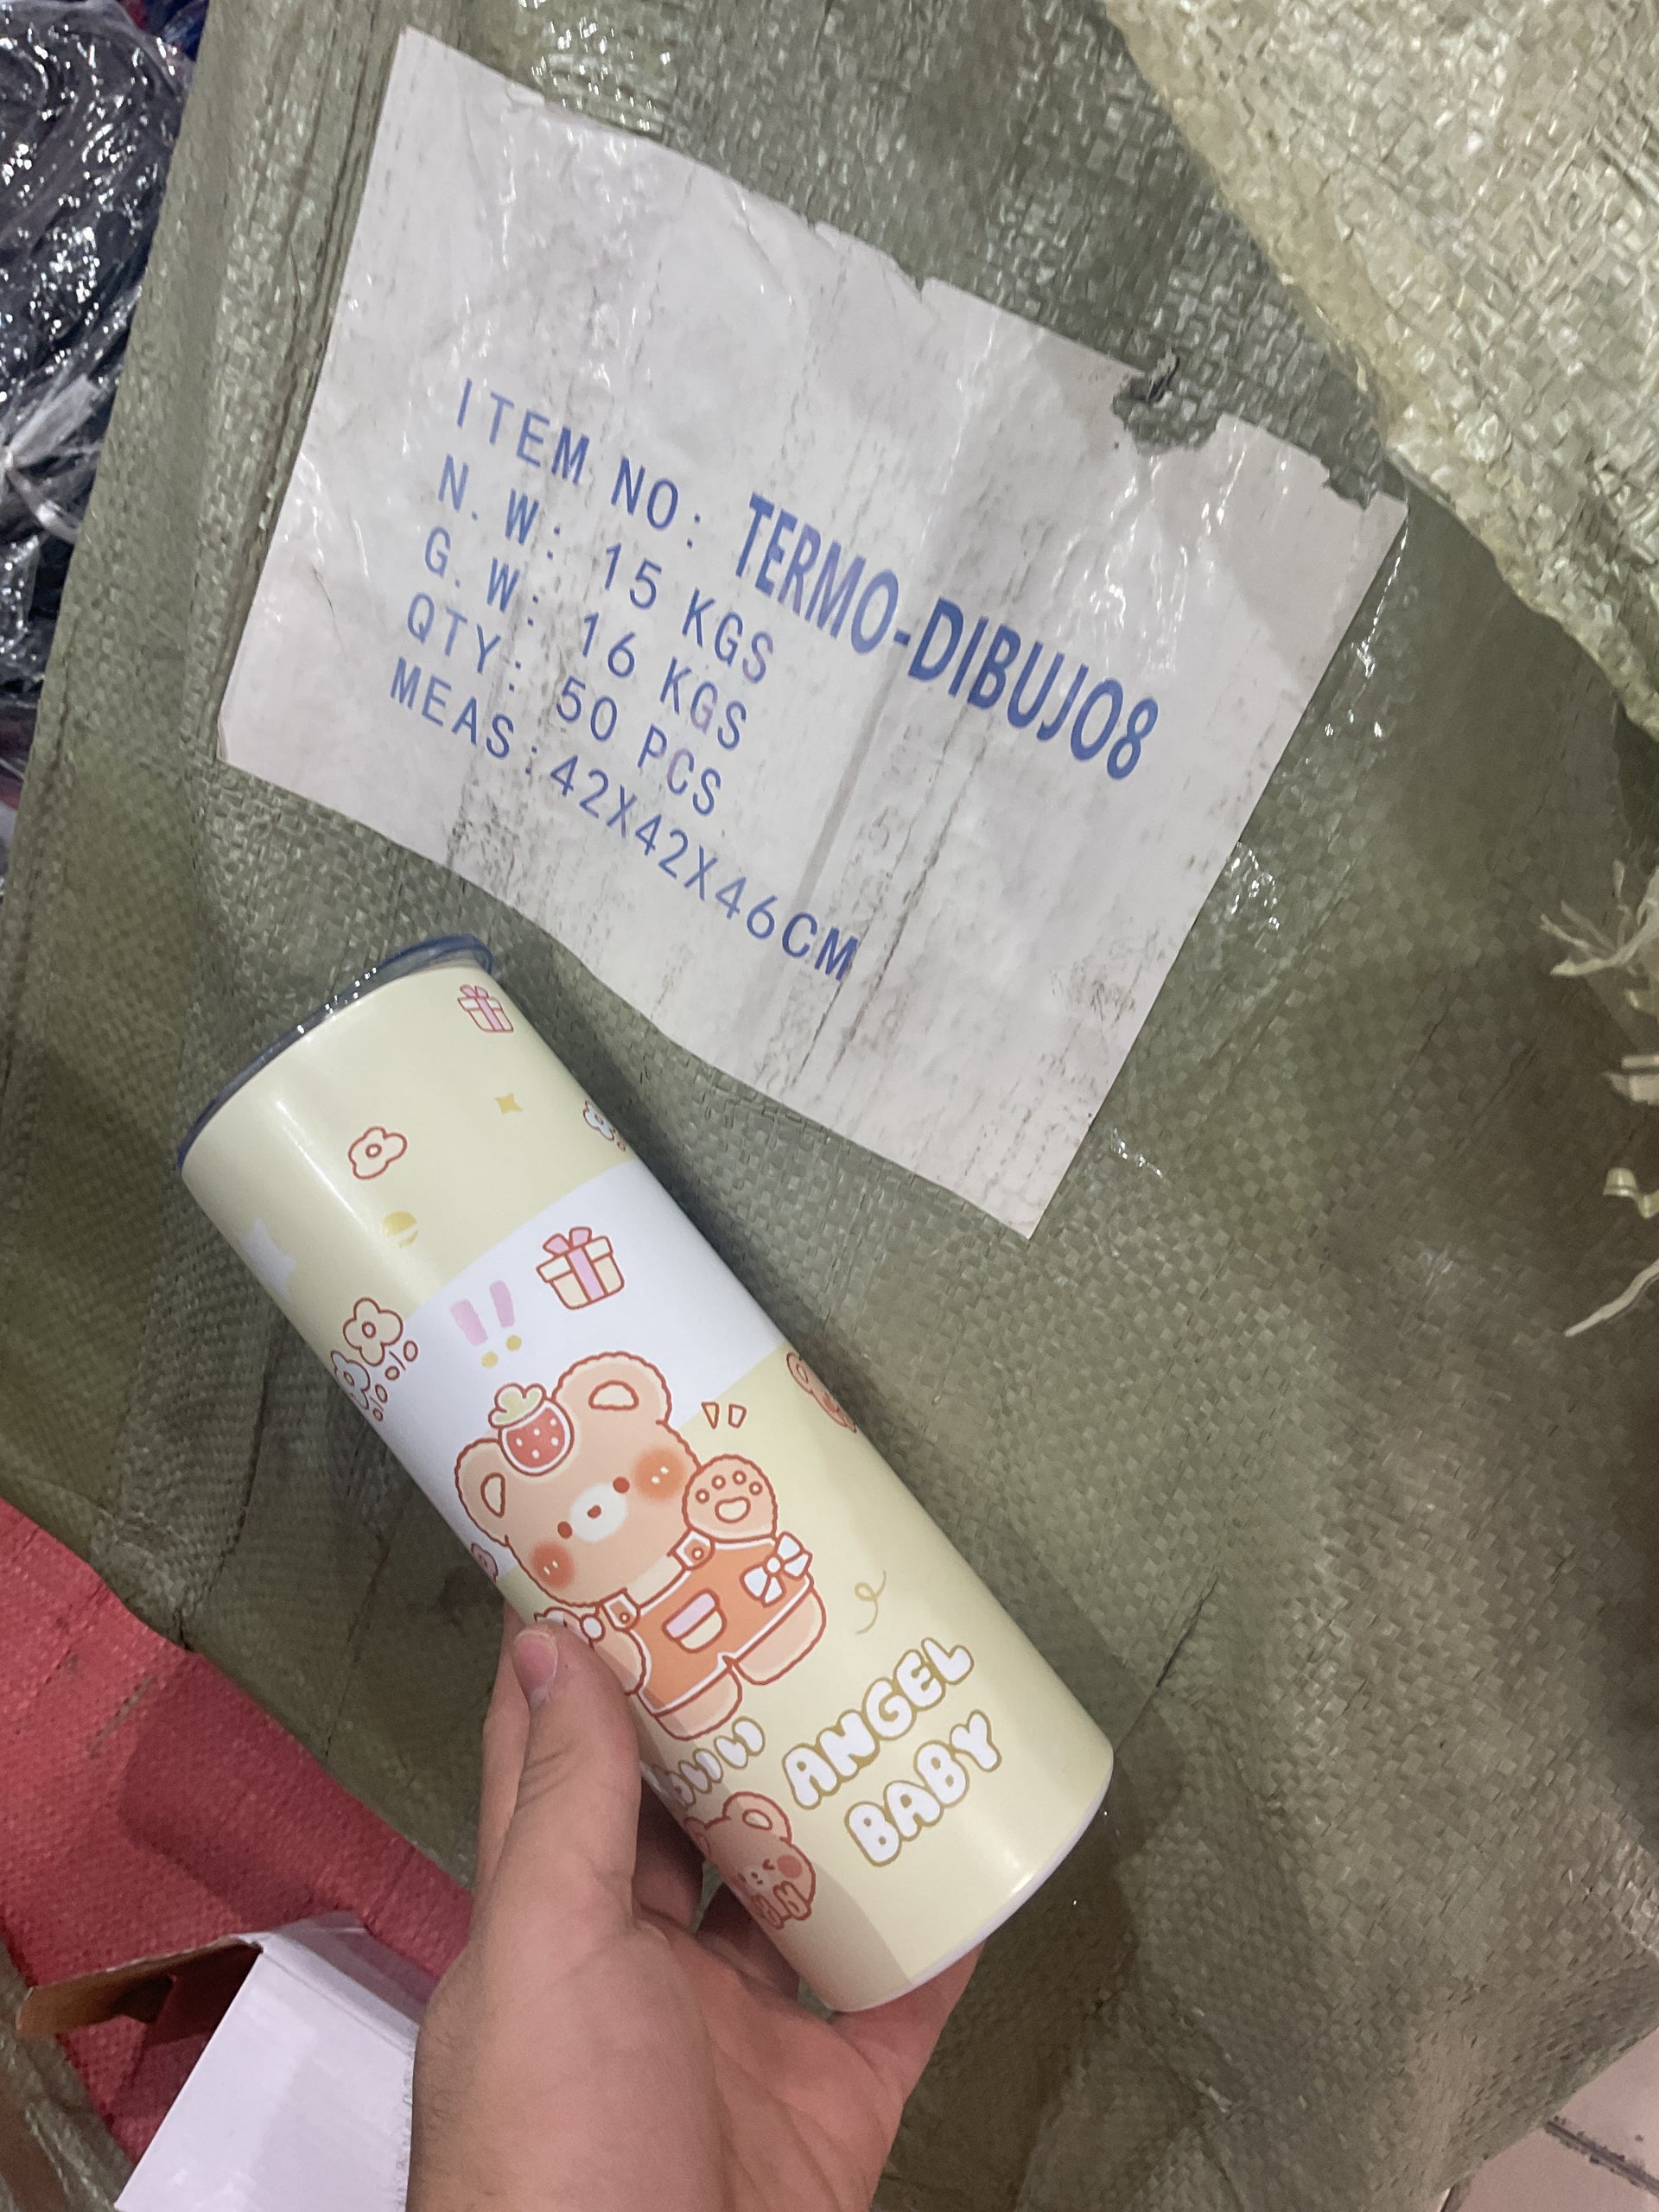 ITEM NO: TERMO-DIBUJO8
N. W: 15 KGS
G. W: 16 KGS
QTY: 50 PCS
MEAS:42X42X46CM
!!
ANGEL
BABY